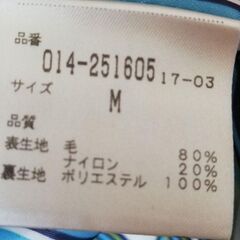 品番
014-251605 17-03
サイズ
M
品質
表生地 毛 80%
ナイロン 20%
裏生地 ポリエステル 100%